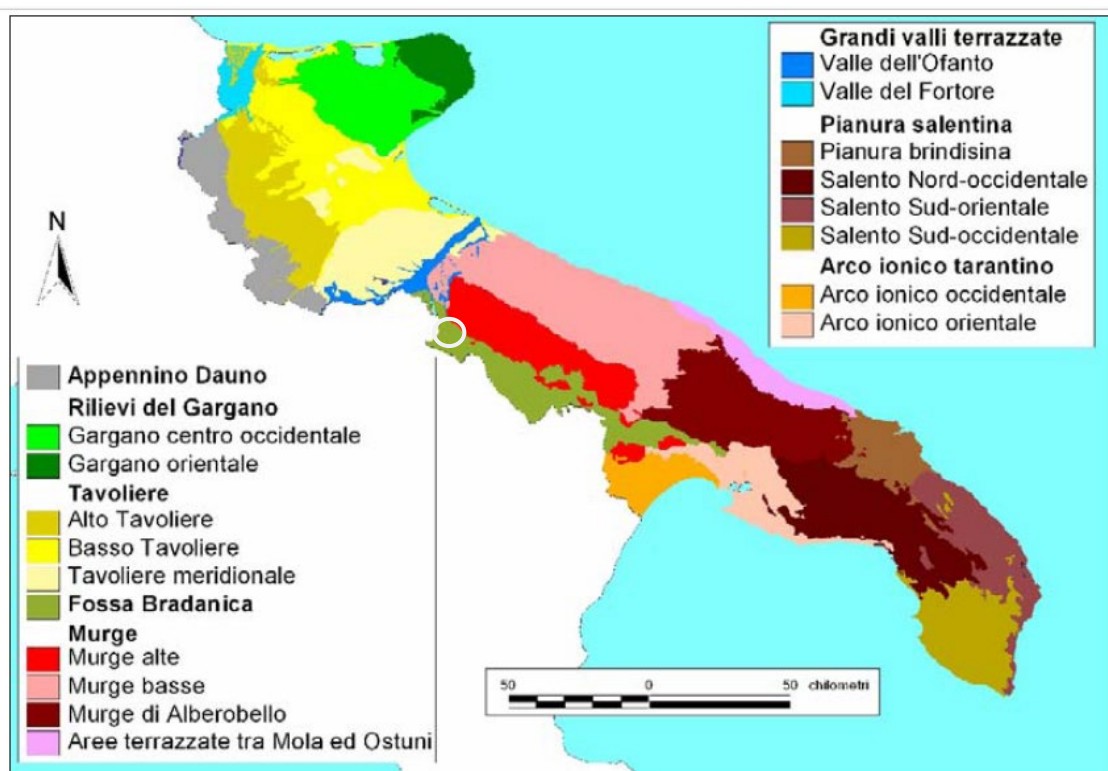 Grandi valli terrazzate
Valle dell'Ofanto
Valle del Fortore
Pianura salentina
Pianura brindisina
Salento Nord-occidentale
Salento Sud-orientale
Salento Sud-occidentale
Arco ionico tarantino
Arco ionico occidentale
Arco ionico orientale
N
Appennino Dauno
Rilievi del Gargano
Gargano centro occidentale
Gargano orientale
Tavoliere
Alto Tavoliere
Basso Tavoliere
Tavoliere meridionale
Fossa Bradanica
Murge
Murge alte
Murge basse
Murge di Alberobello
Aree terrazzate tra Mola ed Ostuni
50 0 50 chilometri